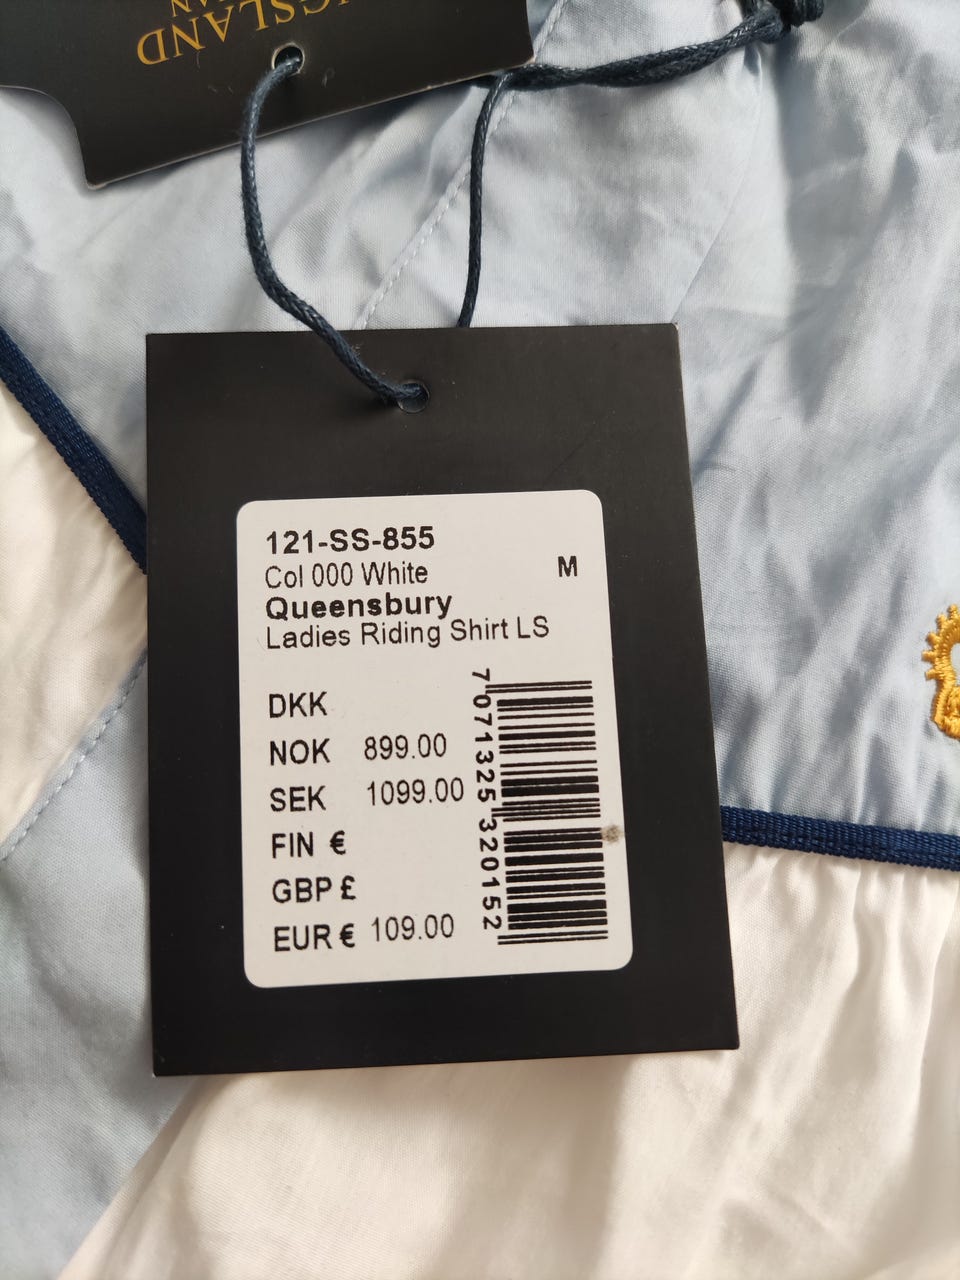 121-SS-855
Col 000 White
M
Queensbury
Ladies Riding Shirt LS
DKK
NOK 899.00
SEK 1099.00
FIN €
GBP £
EUR € 109.00
7 071325 320152